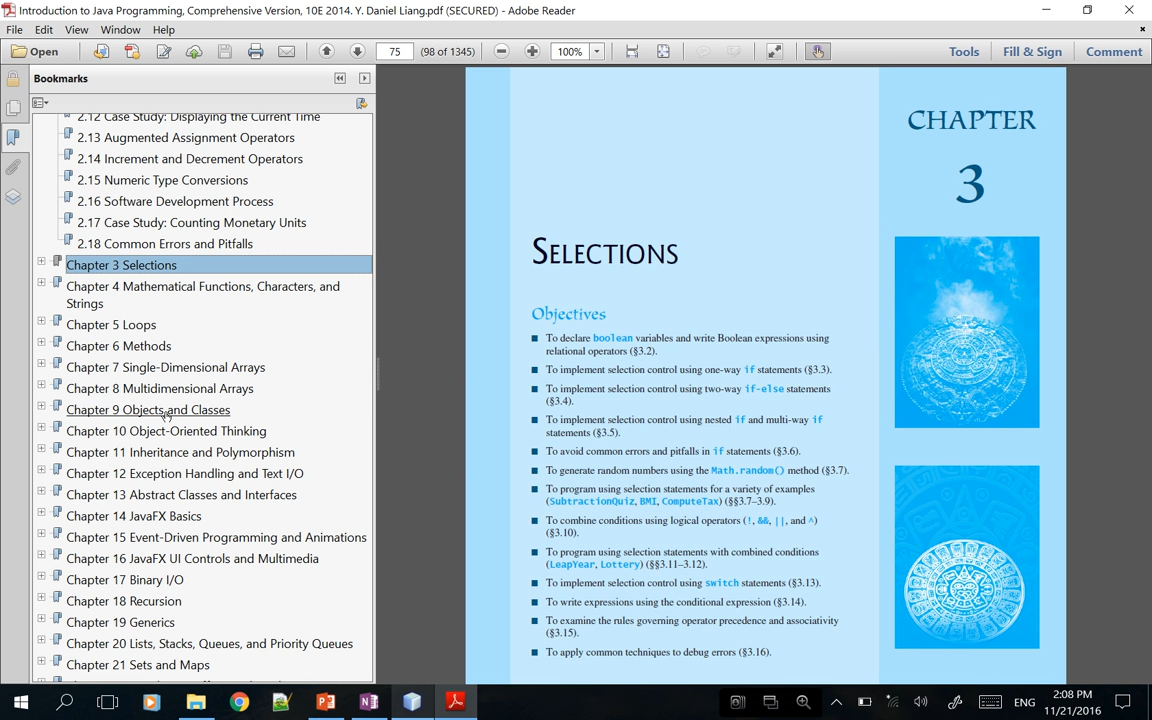 Introduction to Java Programming, Comprehensive Version, 10E 2014. Y. Daniel Liang.pdf (SECURED) - Adobe Reader
File Edit View Window Help
Open 75 (98 of 1345) 100% Tools Fill & Sign Comment
Bookmarks
2.12 Case Study: Displaying the Current Time
2.13 Augmented Assignment Operators
2.14 Increment and Decrement Operators
2.15 Numeric Type Conversions
2.16 Software Development Process
2.17 Case Study: Counting Monetary Units
2.18 Common Errors and Pitfalls
Chapter 3 Selections
Chapter 4 Mathematical Functions, Characters, and
Strings
Chapter 5 Loops
Chapter 6 Methods
Chapter 7 Single-Dimensional Arrays
Chapter 8 Multidimensional Arrays
Chapter 9 Objects and Classes
Chapter 10 Object-Oriented Thinking
Chapter 11 Inheritance and Polymorphism
Chapter 12 Exception Handling and Text I/O
Chapter 13 Abstract Classes and Interfaces
Chapter 14 JavaFX Basics
Chapter 15 Event-Driven Programming and Animations
Chapter 16 JavaFX UI Controls and Multimedia
Chapter 17 Binary I/O
Chapter 18 Recursion
Chapter 19 Generics
Chapter 20 Lists, Stacks, Queues, and Priority Queues
Chapter 21 Sets and Maps
CHAPTER
3
SELECTIONS
Objectives
■ To declare boolean variables and write Boolean expressions using
relational operators (§3.2).
■ To implement selection control using one-way if statements (§3.3).
■ To implement selection control using two-way if-else statements
(§3.4).
■ To implement selection control using nested if and multi-way if
statements (§3.5).
■ To avoid common errors and pitfalls in if statements (§3.6).
■ To generate random numbers using the Math.random() method (§3.7).
■ To program using selection statements for a variety of examples
(SubtractionQuiz, BMI, ComputeTax) (§§3.7–3.9).
■ To combine conditions using logical operators (!, &&, ||, and ^)
(§3.10).
■ To program using selection statements with combined conditions
(LeapYear, Lottery) (§§3.11–3.12).
■ To implement selection control using switch statements (§3.13).
■ To write expressions using the conditional expression (§3.14).
■ To examine the rules governing operator precedence and associativity
(§3.15).
■ To apply common techniques to debug errors (§3.16).
ENG
2:08 PM
11/21/2016